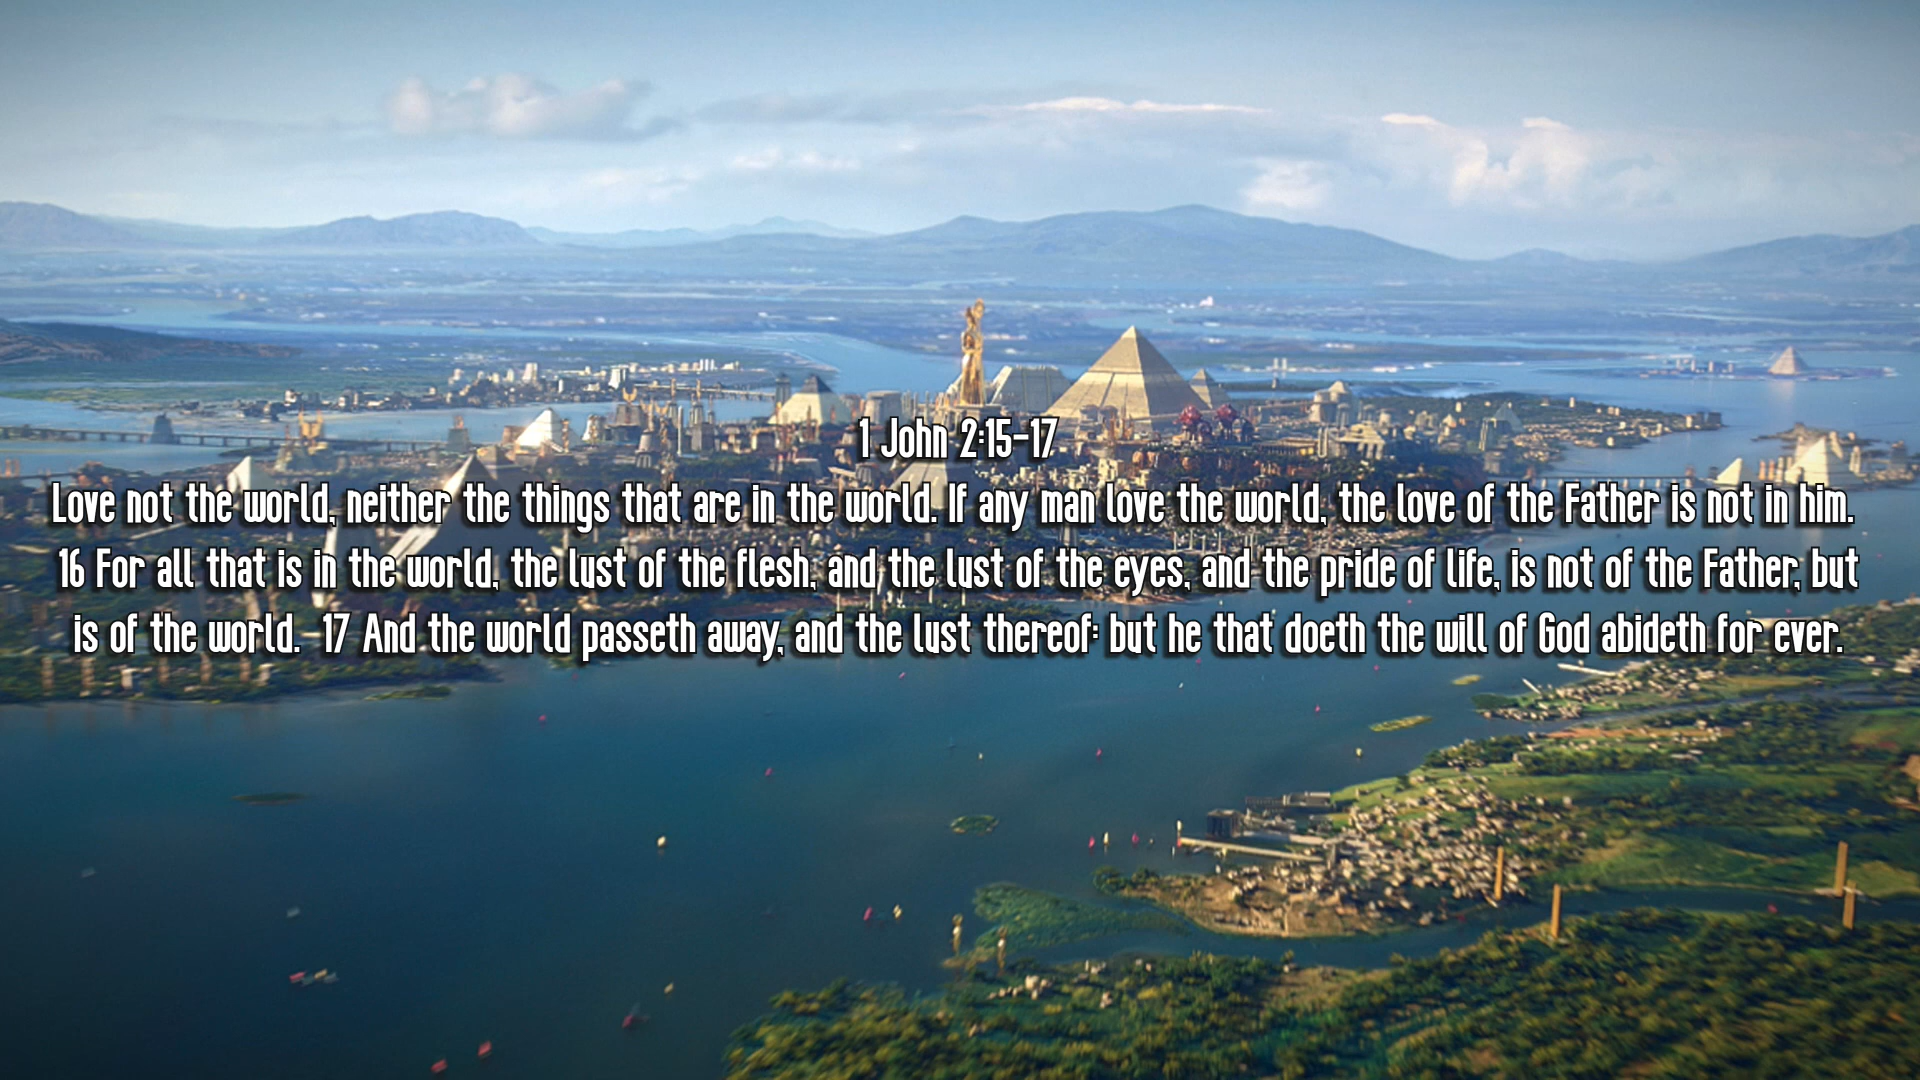 1 John 2:15-17
Love not the world, neither the things that are in the world. If any man love the world, the love of the Father is not in him.
16 For all that is in the world, the lust of the flesh, and the lust of the eyes, and the pride of life, is not of the Father, but
is of the world. 17 And the world passeth away, and the lust thereof: but he that doeth the will of God abideth for ever.